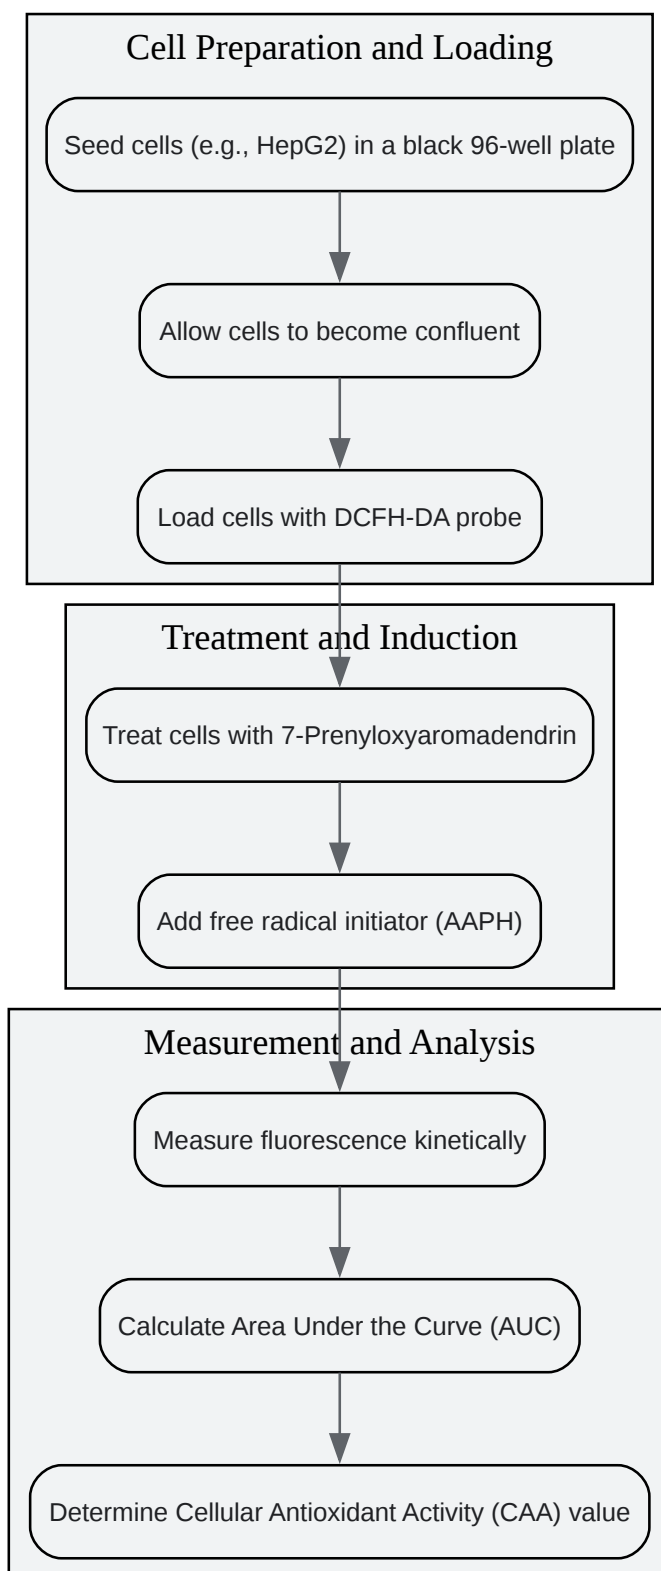 Cell Preparation and Loading
Seed cells (e.g., HepG2) in a black 96-well plate
Allow cells to become confluent
Load cells with DCFH-DA probe
Treatment and Induction
Treat cells with 7-Prenyloxyaromadendrin
Add free radical initiator (AAPH)
Measurement and Analysis
Measure fluorescence kinetically
Calculate Area Under the Curve (AUC)
Determine Cellular Antioxidant Activity (CAA) value